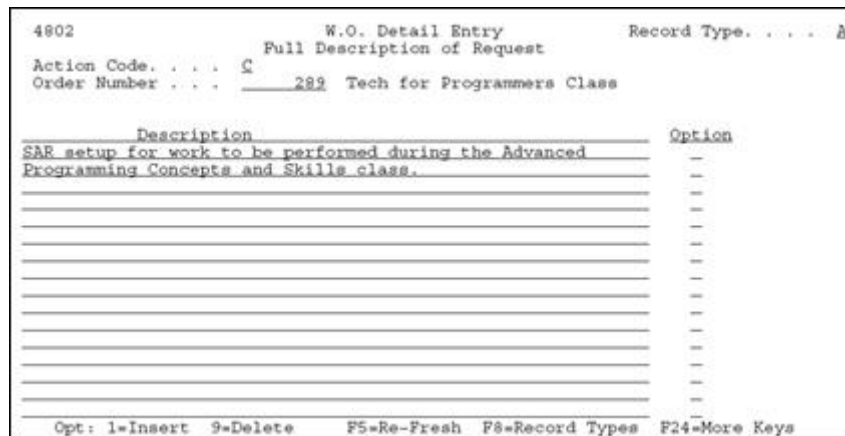 4802 W.O. Detail Entry Record Type. . . . A
Full Description of Request
Action Code. . . . C
Order Number . . . 289 Tech for Programmers Class
Description Option
SAR setup for work to be performed during the Advanced
Programming Concepts and Skills class.
Opt: 1=Insert 9=Delete F5=Re-Fresh F8=Record Types F24=More Keys